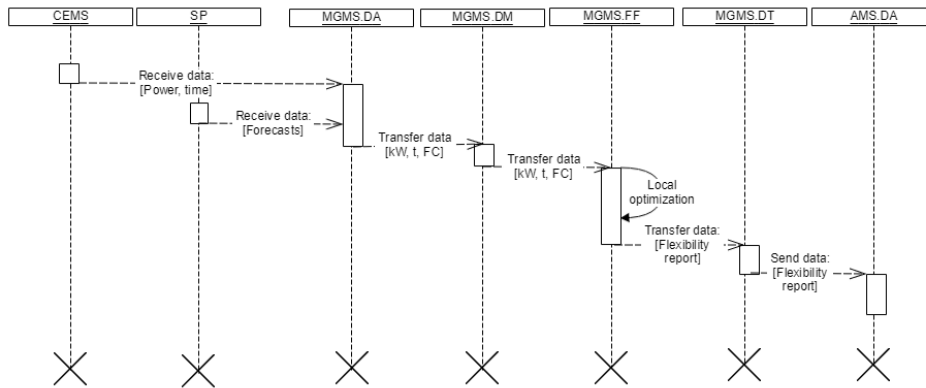 CEMS
SP
MGMS.DA
MGMS.DM
MGMS.FF
MGMS.DT
AMS.DA
Receive data:
[Power, time]
Receive data:
[Forecasts]
Transfer data
[kW, t, FC]
Transfer data
[kW, t, FC]
Local
optimization
Transfer data:
[Flexibility
report]
Send data:
[Flexibility
report]